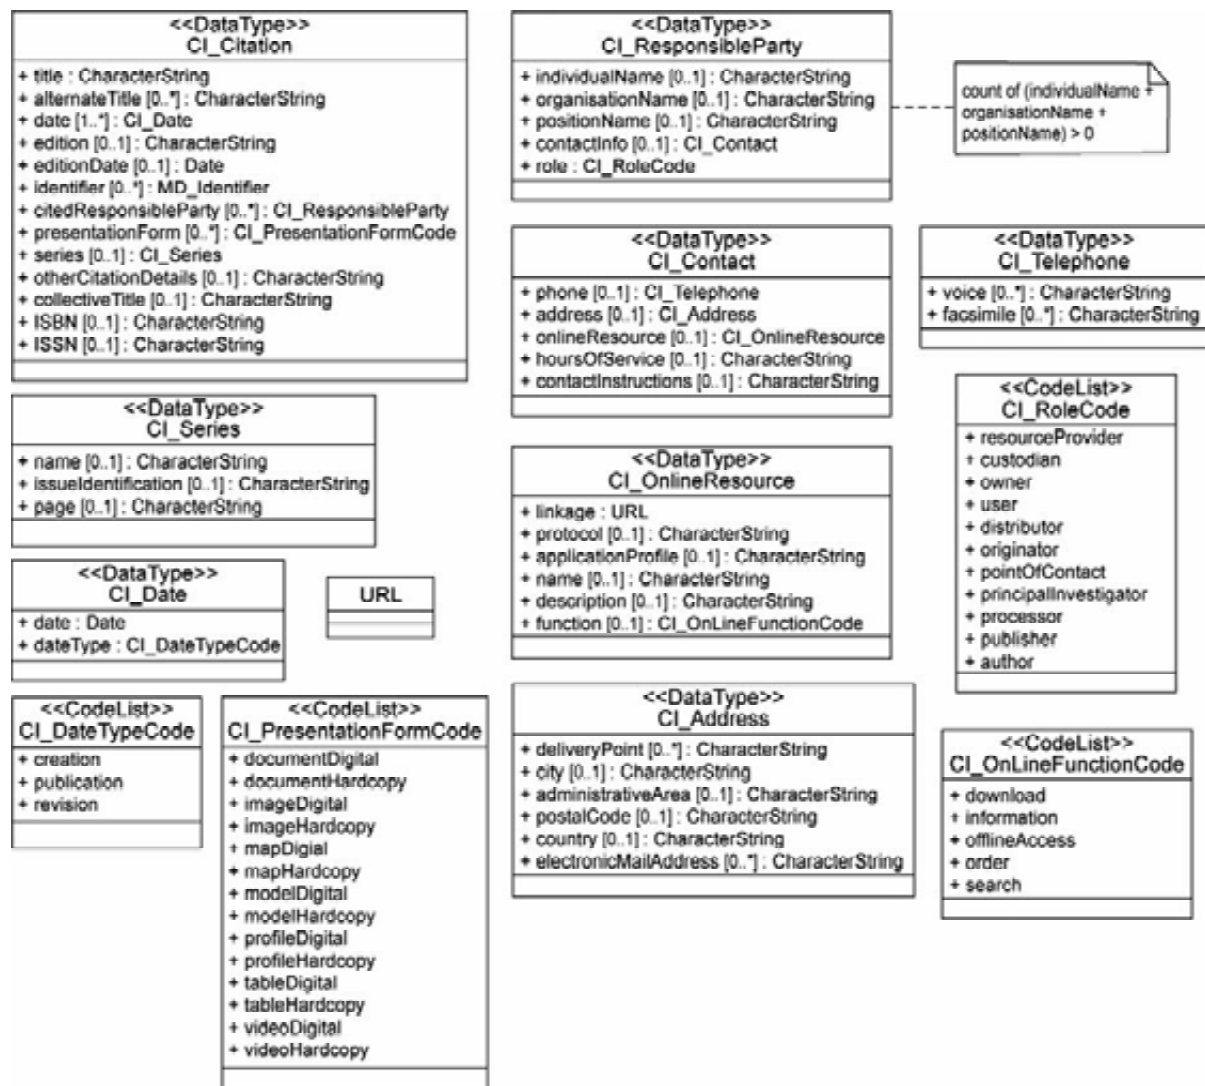 <<DataType>>
CI_Citation
+ title : CharacterString
+ alternateTitle [0..*] : CharacterString
+ date [1..*] : CI_Date
+ edition [0..1] : CharacterString
+ editionDate [0..1] : Date
+ identifier [0..*] : MD_Identifier
+ citedResponsibleParty [0..*] : CI_ResponsibleParty
+ presentationForm [0..*] : CI_PresentationFormCode
+ series [0..1] : CI_Series
+ otherCitationDetails [0..1] : CharacterString
+ collectiveTitle [0..1] : CharacterString
+ ISBN [0..1] : CharacterString
+ ISSN [0..1] : CharacterString
<<DataType>>
CI_ResponsibleParty
+ individualName [0..1] : CharacterString
+ organisationName [0..1] : CharacterString
+ positionName [0..1] : CharacterString
+ contactInfo [0..1] : CI_Contact
+ role : CI_RoleCode
count of (individualName +
organisationName +
positionName) > 0
<<DataType>>
CI_Contact
+ phone [0..1] : CI_Telephone
+ address [0..1] : CI_Address
+ onlineResource [0..1] : CI_OnlineResource
+ hoursOfService [0..1] : CharacterString
+ contactInstructions [0..1] : CharacterString
<<DataType>>
CI_Telephone
+ voice [0..*] : CharacterString
+ facsimile [0..*] : CharacterString
<<DataType>>
CI_Series
+ name [0..1] : CharacterString
+ issueIdentification [0..1] : CharacterString
+ page [0..1] : CharacterString
<<DataType>>
CI_OnlineResource
+ linkage : URL
+ protocol [0..1] : CharacterString
+ applicationProfile [0..1] : CharacterString
+ name [0..1] : CharacterString
+ description [0..1] : CharacterString
+ function [0..1] : CI_OnLineFunctionCode
<<CodeList>>
CI_RoleCode
+ resourceProvider
+ custodian
+ owner
+ user
+ distributor
+ originator
+ pointOfContact
+ principalInvestigator
+ processor
+ publisher
+ author
<<DataType>>
CI_Date
+ date : Date
+ dateType : CI_DateTypeCode
URL
<<CodeList>>
CI_DateTypeCode
+ creation
+ publication
+ revision
<<CodeList>>
CI_PresentationFormCode
+ documentDigital
+ documentHardcopy
+ imageDigital
+ imageHardcopy
+ mapDigial
+ mapHardcopy
+ modelDigital
+ modelHardcopy
+ profileDigital
+ profileHardcopy
+ tableDigital
+ tableHardcopy
+ videoDigital
+ videoHardcopy
<<DataType>>
CI_Address
+ deliveryPoint [0..*] : CharacterString
+ city [0..1] : CharacterString
+ administrativeArea [0..1] : CharacterString
+ postalCode [0..1] : CharacterString
+ country [0..1] : CharacterString
+ electronicMailAddress [0..*] : CharacterString
<<CodeList>>
CI_OnLineFunctionCode
+ download
+ information
+ offlineAccess
+ order
+ search